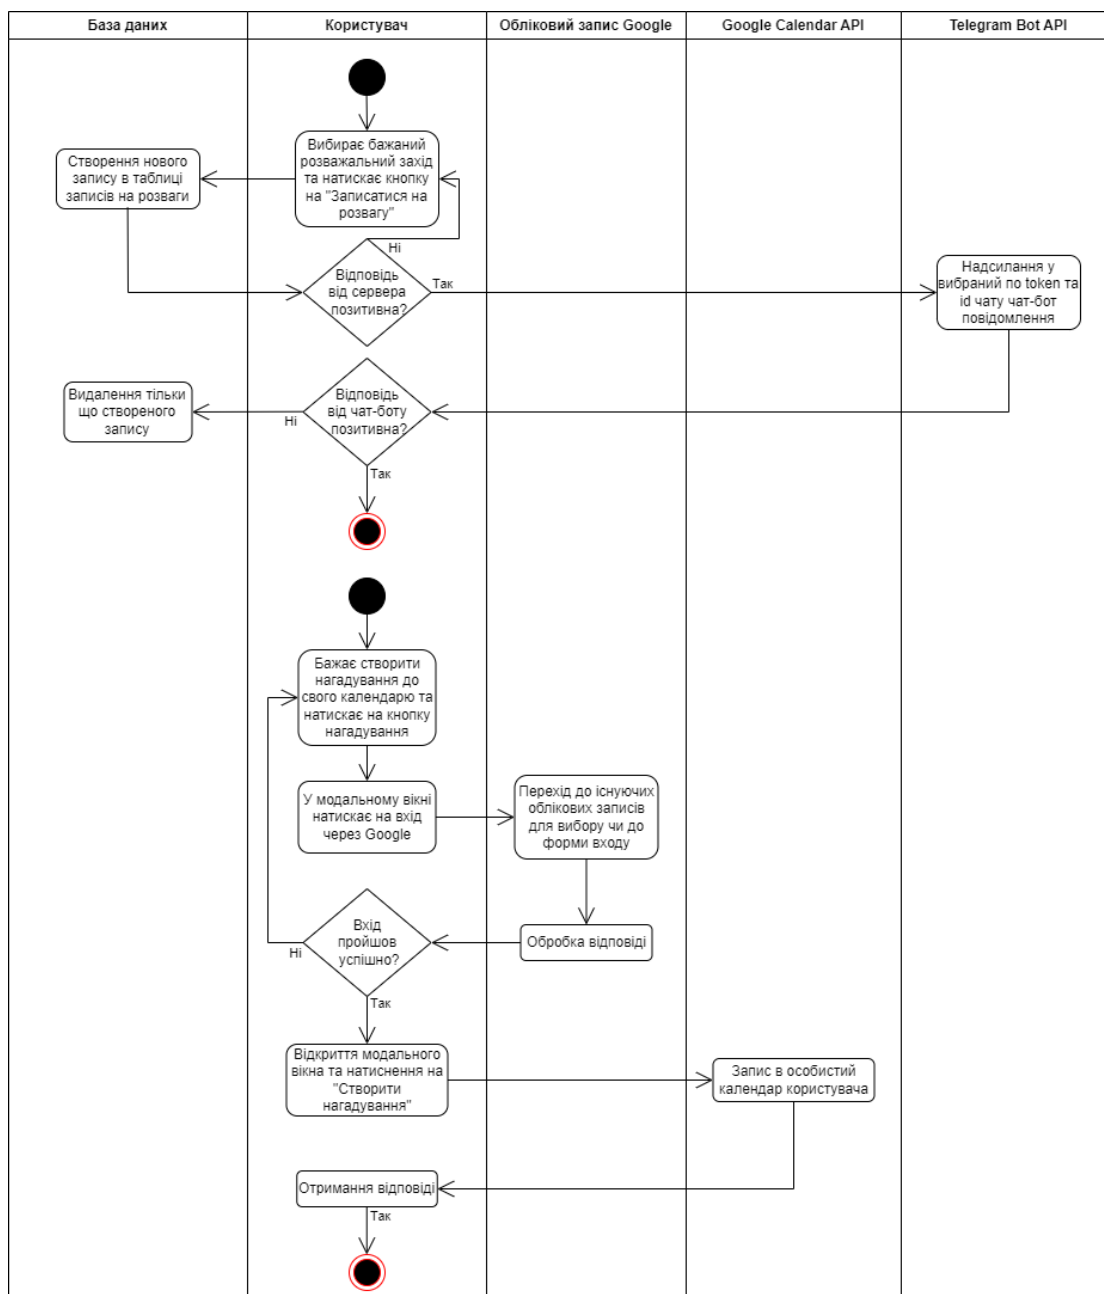 База даних
Користувач
Обліковий запис Google
Google Calendar API
Telegram Bot API
Вибирає бажаний
розважальний захід
та натискає кнопку
на "Записатися на
розвагу"
Створення нового
запису в таблиці
записів на розваги
Ні
Відповідь
від сервера
позитивна?
Так
Надсилання у
вибраний по token та
id чату чат-бот
повідомлення
Видалення тільки
що створеного
запису
Ні
Відповідь
від чат-боту
позитивна?
Так
Бажає створити
нагадування до
свого календарю та
натискає на кнопку
нагадування
У модальному вікні
натискає на вхід
через Google
Перехід до існуючих
облікових записів
для вибору чи до
форми входу
Вхід
пройшов
успішно?
Ні
Обробка відповіді
Так
Відкриття модального
вікна та натиснення на
"Створити
нагадування"
Запис в особистий
календар користувача
Отримання відповіді
Так